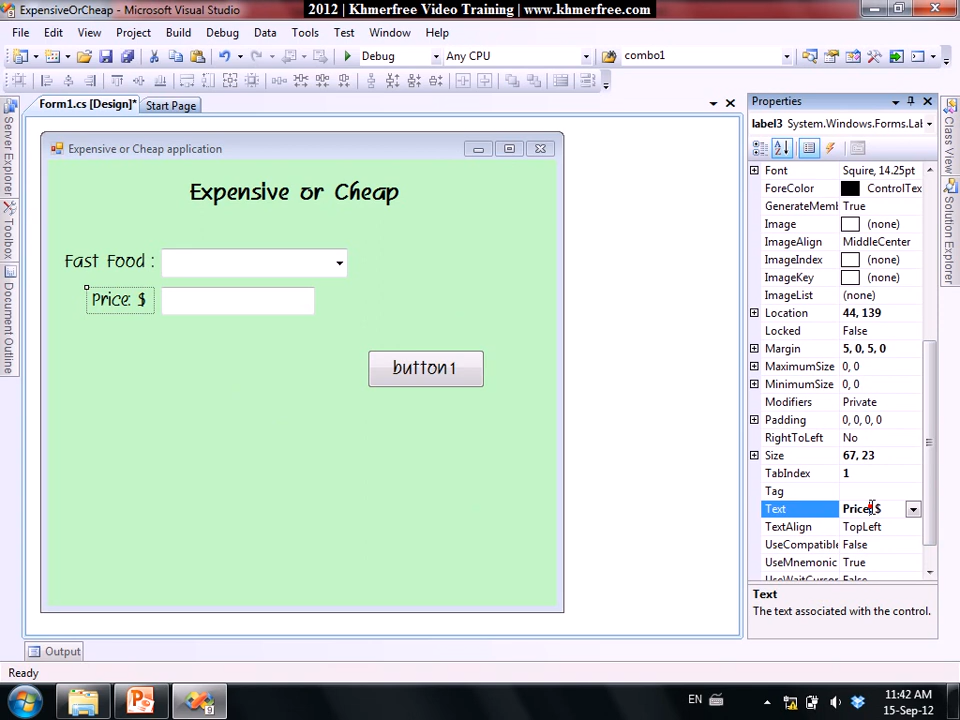 ExpensiveOrCheap - Microsoft Visual Studio
2012 | Khmerfree Video Training | www.khmerfree.com
File Edit View Project Build Debug Data Tools Test Window Help
Debug Any CPU combo1
Form1.cs [Design]* Start Page
Server Explorer
Toolbox
Document Outline
Expensive or Cheap application
Expensive or Cheap
Fast Food :
Price: $
button1
Properties
label3 System.Windows.Forms.Lab
Font Squire, 14.25pt
ForeColor ControlTex
GenerateMemb True
Image (none)
ImageAlign MiddleCenter
ImageIndex (none)
ImageKey (none)
ImageList (none)
Location 44, 139
Locked False
Margin 5, 0, 5, 0
MaximumSize 0, 0
MinimumSize 0, 0
Modifiers Private
Padding 0, 0, 0, 0
RightToLeft No
Size 67, 23
TabIndex 1
Tag
Text Price: $
TextAlign TopLeft
UseCompatible False
UseMnemonic True
UseWaitCursor False
Text
The text associated with the control.
Class View
Solution Explorer
Output
Ready
EN
11:42 AM
15-Sep-12